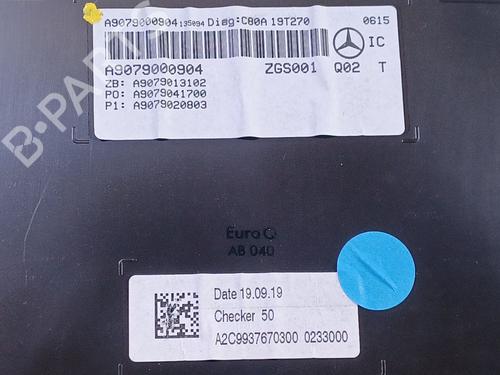 A9079000904 135094 Diag:C80A 19T270 0615
IC
A9079000904 ZGS001 Q02 T
ZB: A9079013102
PO: A9079041700
P1: A9079020803
B-PARTS
Euro Q
AB 040
Date 19.09.19
Checker 50
A2C9937670300 0233000